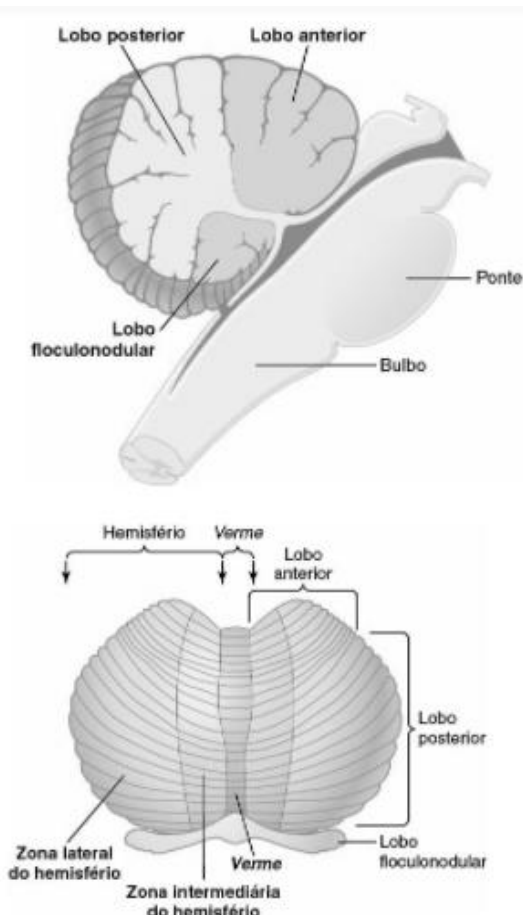 Lobo posterior
Lobo anterior
Ponte
Lobo
floculonodular
Bulbo
Hemisfério
Verme
Lobo
anterior
Lobo
posterior
Zona lateral
do hemisfério
Verme
Lobo
floculonodular
Zona intermediária
do hemisfério